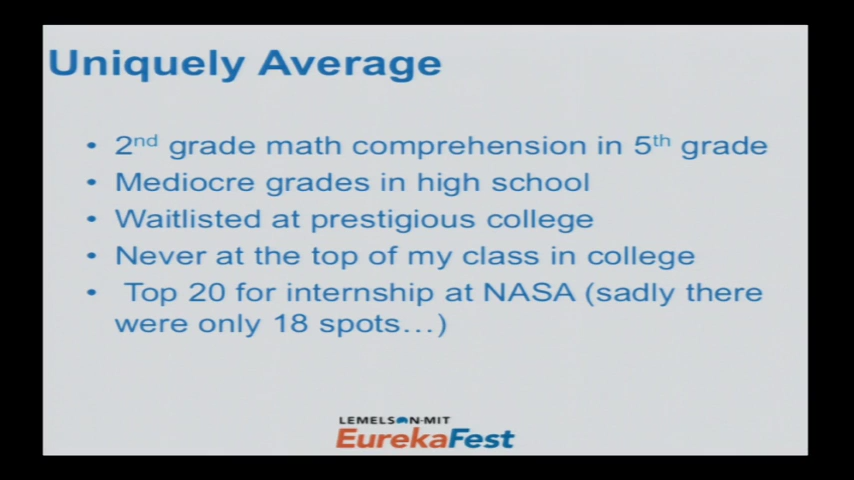 Uniquely Average
• 2nd grade math comprehension in 5th grade
• Mediocre grades in high school
• Waitlisted at prestigious college
• Never at the top of my class in college
• Top 20 for internship at NASA (sadly there
were only 18 spots...)
LEMELSON-MIT
EurekaFest